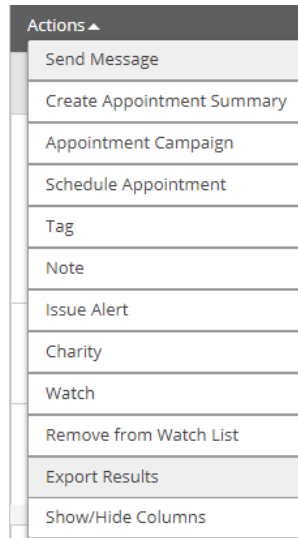 Actions▲
Send Message
Create Appointment Summary
Appointment Campaign
Schedule Appointment
Tag
Note
Issue Alert
Charity
Watch
Remove from Watch List
Export Results
Show/Hide Columns